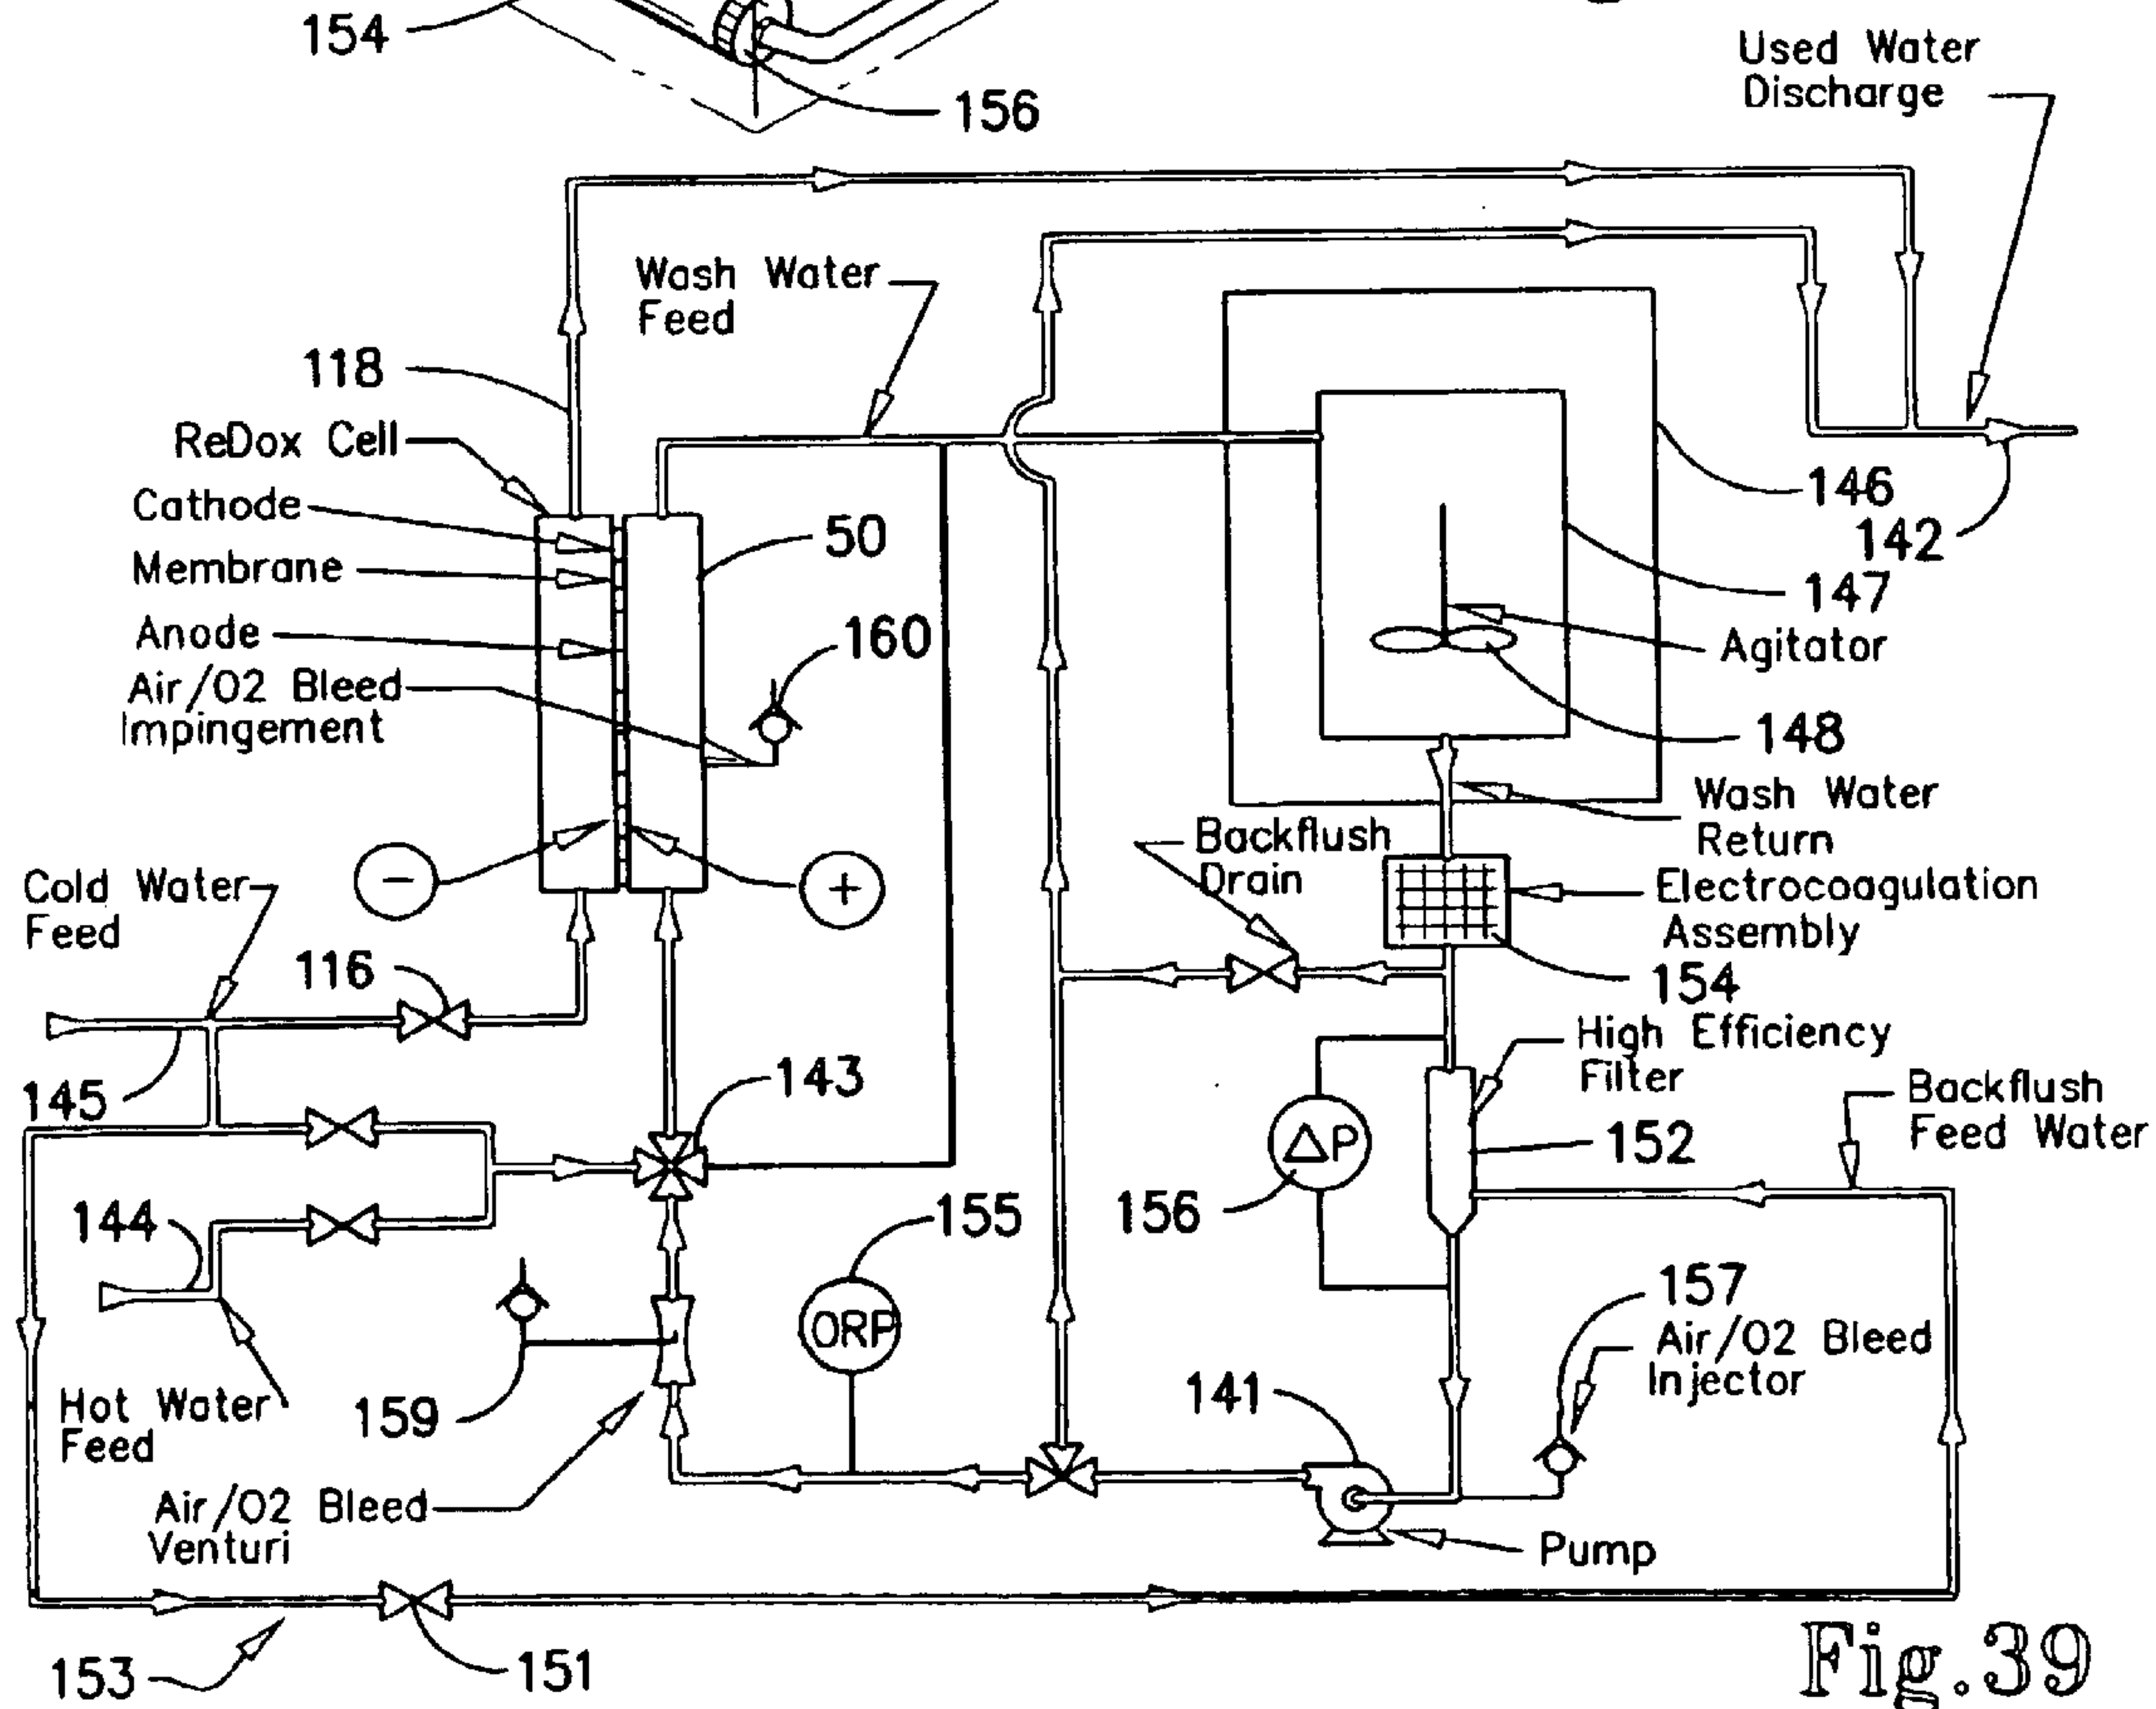 154
156
Used Water
Discharge
Wash Water
Feed
118
ReDox Cell
Cathode
Membrane
Anode
Air/O2 Bleed
Impingement
50
160
146
142
147
Agitator
148
Wash Water
Return
Backflush
Drain
Electrocoagulation
Assembly
154
-
+
Cold Water
Feed
116
145
143
High Efficiency
Filter
152
Backflush
Feed Water
ΔP
156
144
155
ORP
159
Hot Water
Feed
157
Air/O2 Bleed
Injector
141
Air/O2 Bleed
Venturi
Pump
153
151
Fig.39